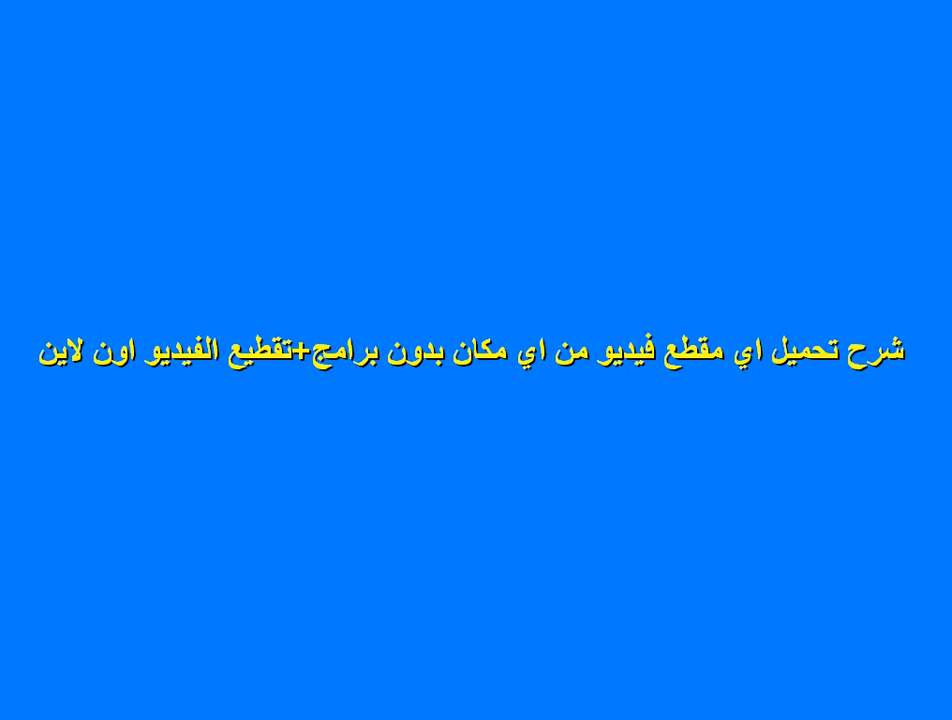 شرح تحميل اي مقطع فيديو من اي مكان بدون برامج+تقطيع الفيديو اون لاين